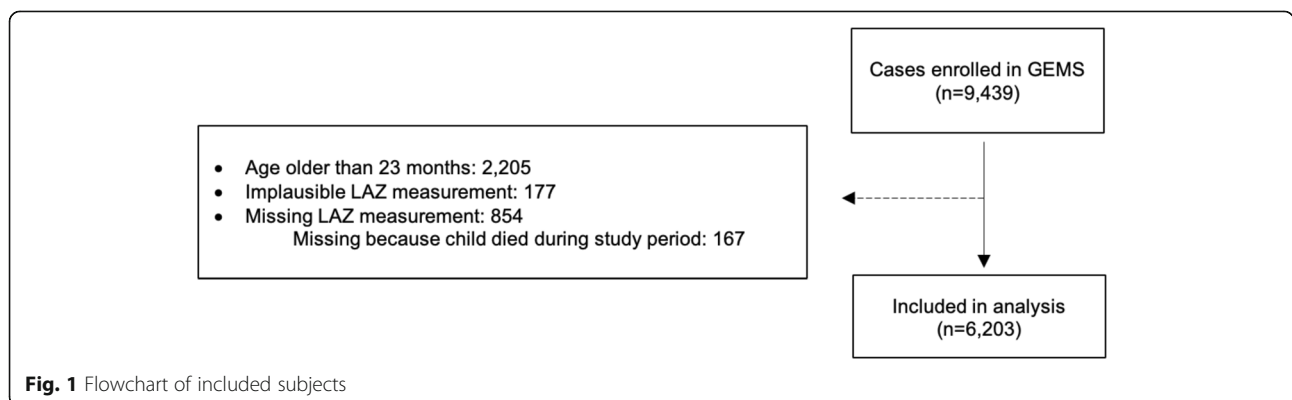 Cases enrolled in GEMS
(n=9,439)
• Age older than 23 months: 2,205
• Implausible LAZ measurement: 177
• Missing LAZ measurement: 854
Missing because child died during study period: 167
Included in analysis
(n=6,203)
Fig. 1 Flowchart of included subjects